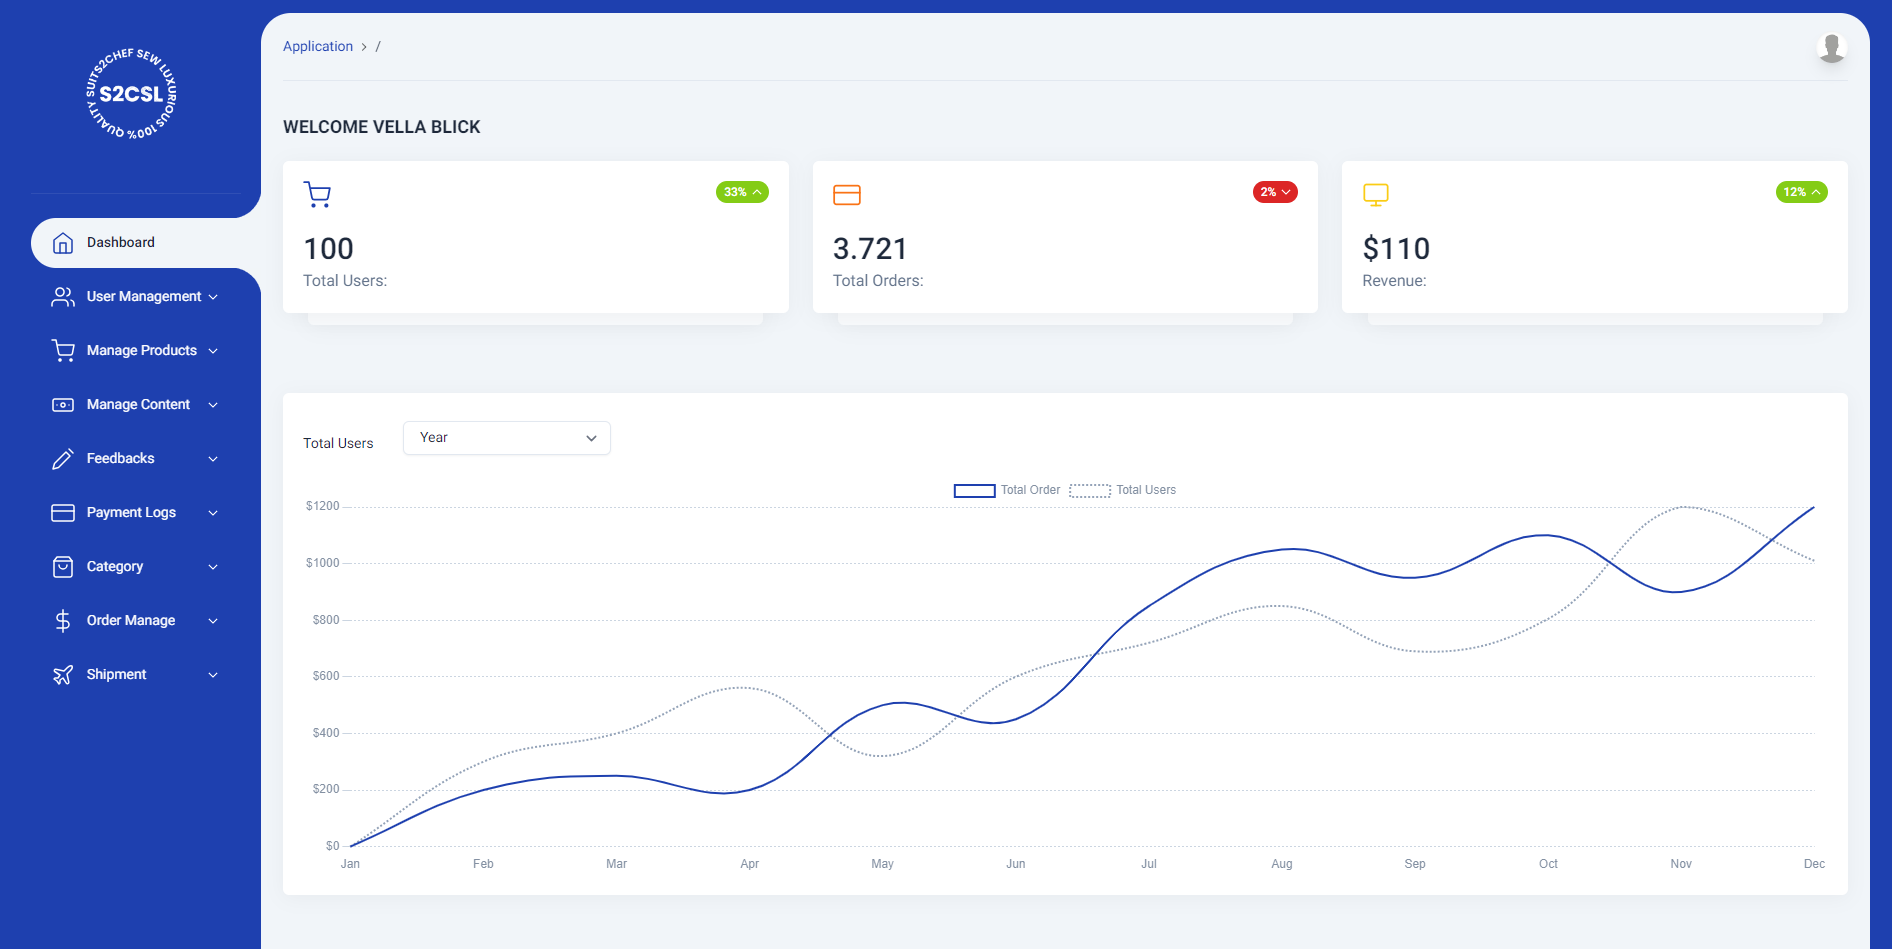 SUITS2CHEF SEW LUXURIOUS 100% QUALITY
S2CSL
Dashboard
User Management
Manage Products
Manage Content
Feedbacks
Payment Logs
Category
Order Manage
Shipment
Application > /
WELCOME VELLA BLICK
33%
100
Total Users:
2%
3.721
Total Orders:
12%
$110
Revenue:
Total Users
Year
Total Order
Total Users
$1200
$1000
$800
$600
$400
$200
$0
Jan Feb Mar Apr May Jun Jul Aug Sep Oct Nov Dec